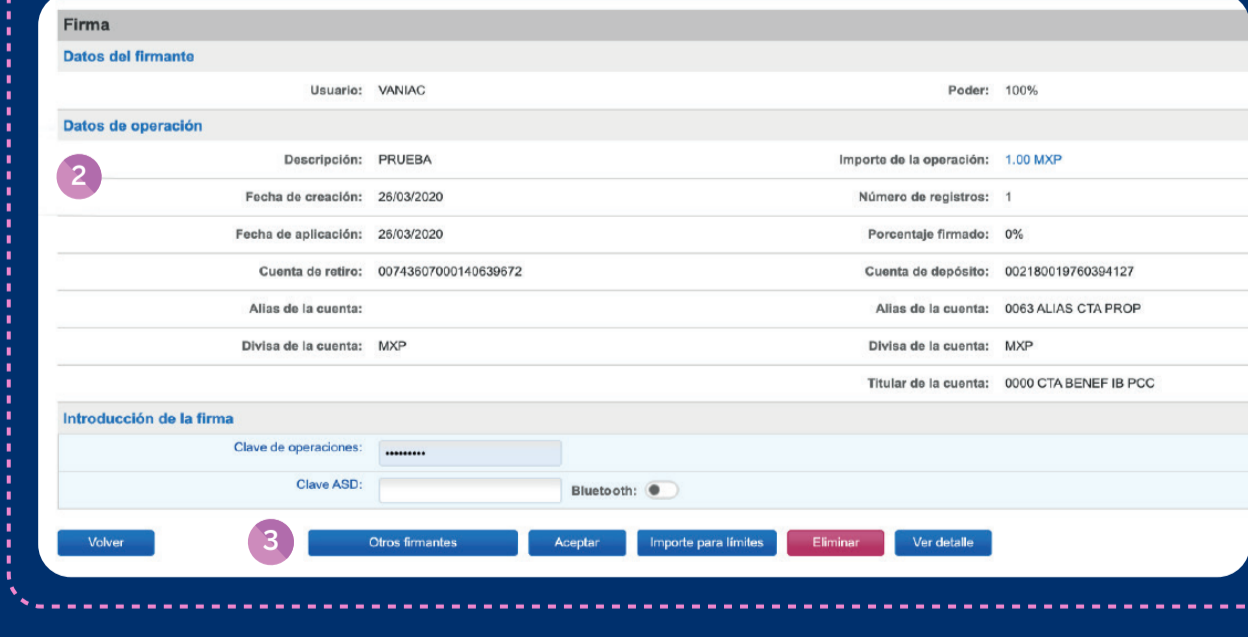 Firma
Datos del firmante
Usuario: VANIAC Poder: 100%
Datos de operación
2
Descripción: PRUEBA Importe de la operación: 1.00 MXP
Fecha de creación: 26/03/2020 Número de registros: 1
Fecha de aplicación: 26/03/2020 Porcentaje firmado: 0%
Cuenta de retiro: 00743607000140639672 Cuenta de depósito: 002180019760394127
Alias de la cuenta: Alias de la cuenta: 0063 ALIAS CTA PROP
Divisa de la cuenta: MXP Divisa de la cuenta: MXP
Titular de la cuenta: 0000 CTA BENEF IB PCC
Introducción de la firma
Clave de operaciones: •••••••••
Clave ASD: Bluetooth:
Volver 3 Otros firmantes Aceptar Importe para límites Eliminar Ver detalle